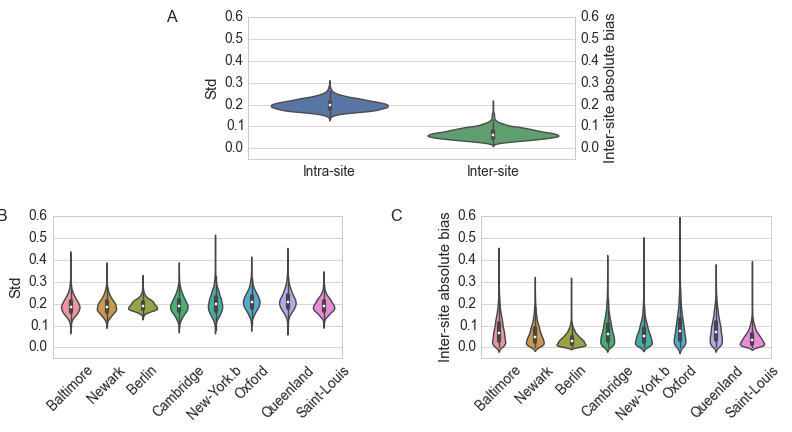 A
0.6
0.5
0.4
0.3
0.2
0.1
0.0
Std
0.6
0.5
0.4
0.3
0.2
0.1
0.0
Inter-site absolute bias
Intra-site
Inter-site
B
0.6
0.5
0.4
0.3
0.2
0.1
0.0
Std
Baltimore
Newark
Berlin
Cambridge
New-York.b
Oxford
Queenland
Saint-Louis
C
Inter-site absolute bias
0.6
0.5
0.4
0.3
0.2
0.1
0.0
Baltimore
Newark
Berlin
Cambridge
New-York.b
Oxford
Queenland
Saint-Louis